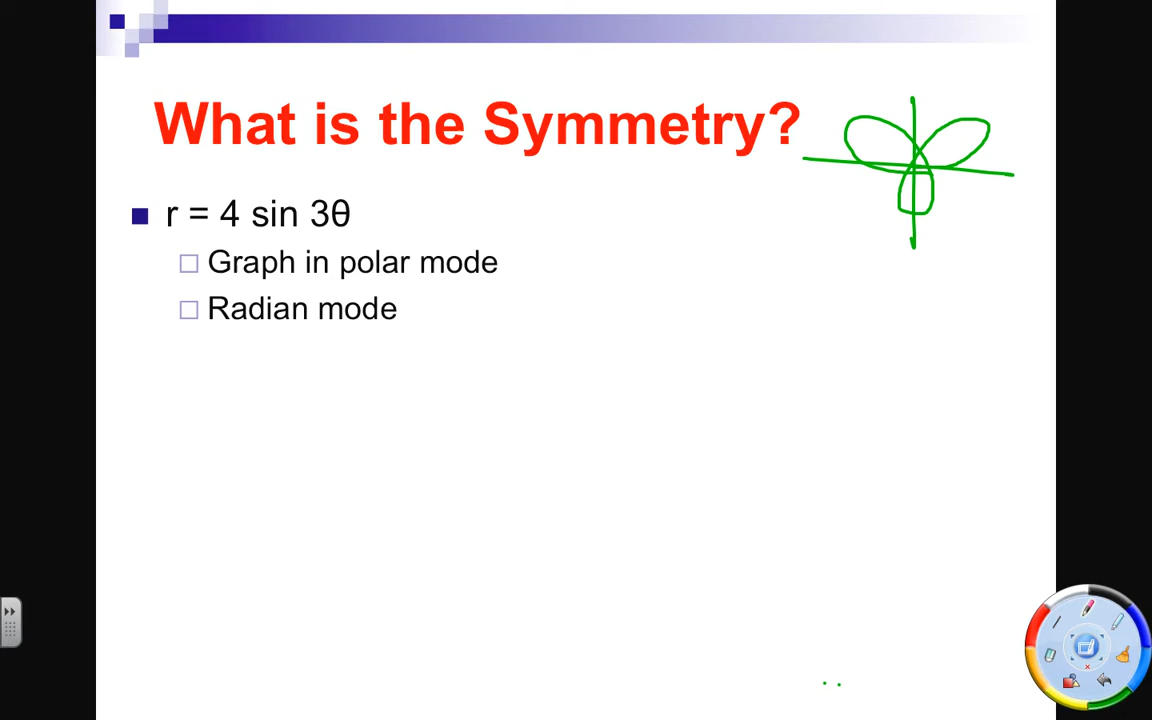 What is the Symmetry?
r = 4 sin 3θ
Graph in polar mode
Radian mode